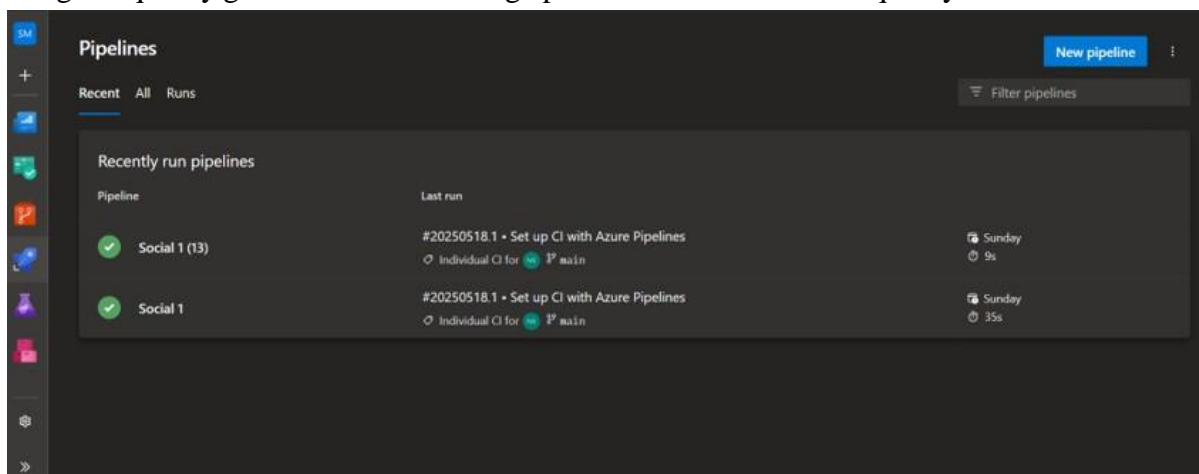 SM
Pipelines
New pipeline
Recent All Runs
Filter pipelines
Recently run pipelines
Pipeline Last run
#20250518.1 • Set up CI with Azure Pipelines Sunday
Social 1 (13)
Individual CI for main 9s
#20250518.1 • Set up CI with Azure Pipelines Sunday
Social 1
Individual CI for main 35s